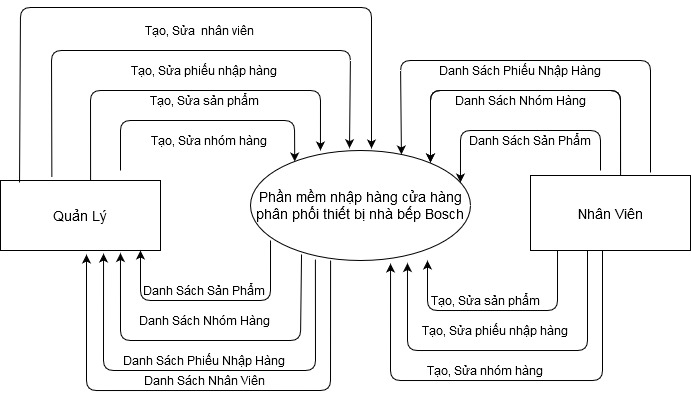 Tạo, Sửa nhân viên
Tạo, Sửa phiếu nhập hàng
Tạo, Sửa sản phẩm
Tạo, Sửa nhóm hàng
Danh Sách Phiếu Nhập Hàng
Danh Sách Nhóm Hàng
Danh Sách Sản Phẩm
Quản Lý
Phần mềm nhập hàng cửa hàng
phân phối thiết bị nhà bếp Bosch
Nhân Viên
Danh Sách Sản Phẩm
Danh Sách Nhóm Hàng
Danh Sách Phiếu Nhập Hàng
Danh Sách Nhân Viên
Tạo, Sửa sản phẩm
Tạo, Sửa phiếu nhập hàng
Tạo, Sửa nhóm hàng